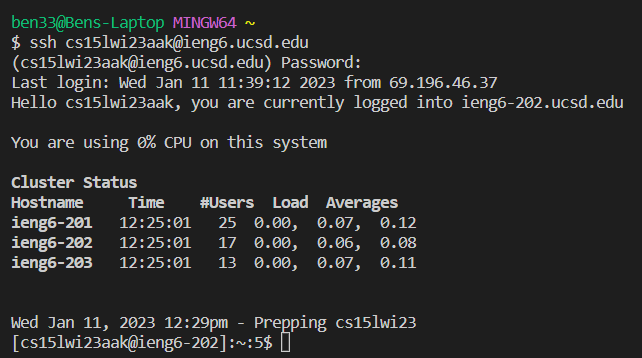 ben33@Bens-Laptop MINGW64 ~
$ ssh cs15lwi23aak@ieng6.ucsd.edu
(cs15lwi23aak@ieng6.ucsd.edu) Password:
Last login: Wed Jan 11 11:39:12 2023 from 69.196.46.37
Hello cs15lwi23aak, you are currently logged into ieng6-202.ucsd.edu
You are using 0% CPU on this system
Cluster Status
Hostname Time #Users Load Averages
ieng6-201 12:25:01 25 0.00, 0.07, 0.12
ieng6-202 12:25:01 17 0.00, 0.06, 0.08
ieng6-203 12:25:01 13 0.00, 0.07, 0.11
Wed Jan 11, 2023 12:29pm - Prepping cs15lwi23
[cs15lwi23aak@ieng6-202]:~:5$